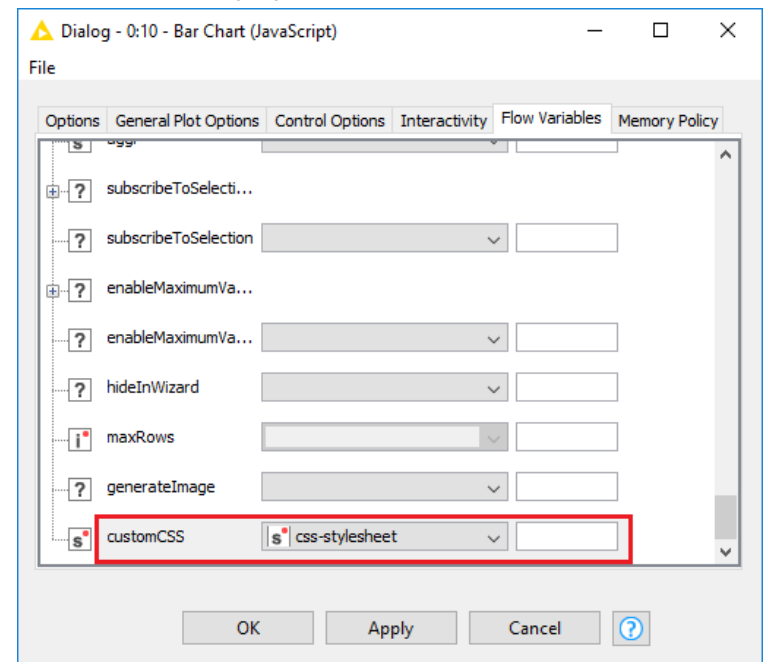 Dialog - 0:10 - Bar Chart (JavaScript)
File
Options General Plot Options Control Options Interactivity Flow Variables Memory Policy
? subscribeToSelecti...
? subscribeToSelection
? enableMaximumVa...
? enableMaximumVa...
? hideInWizard
i maxRows
? generateImage
s customCSS s css-stylesheet
OK Apply Cancel ?